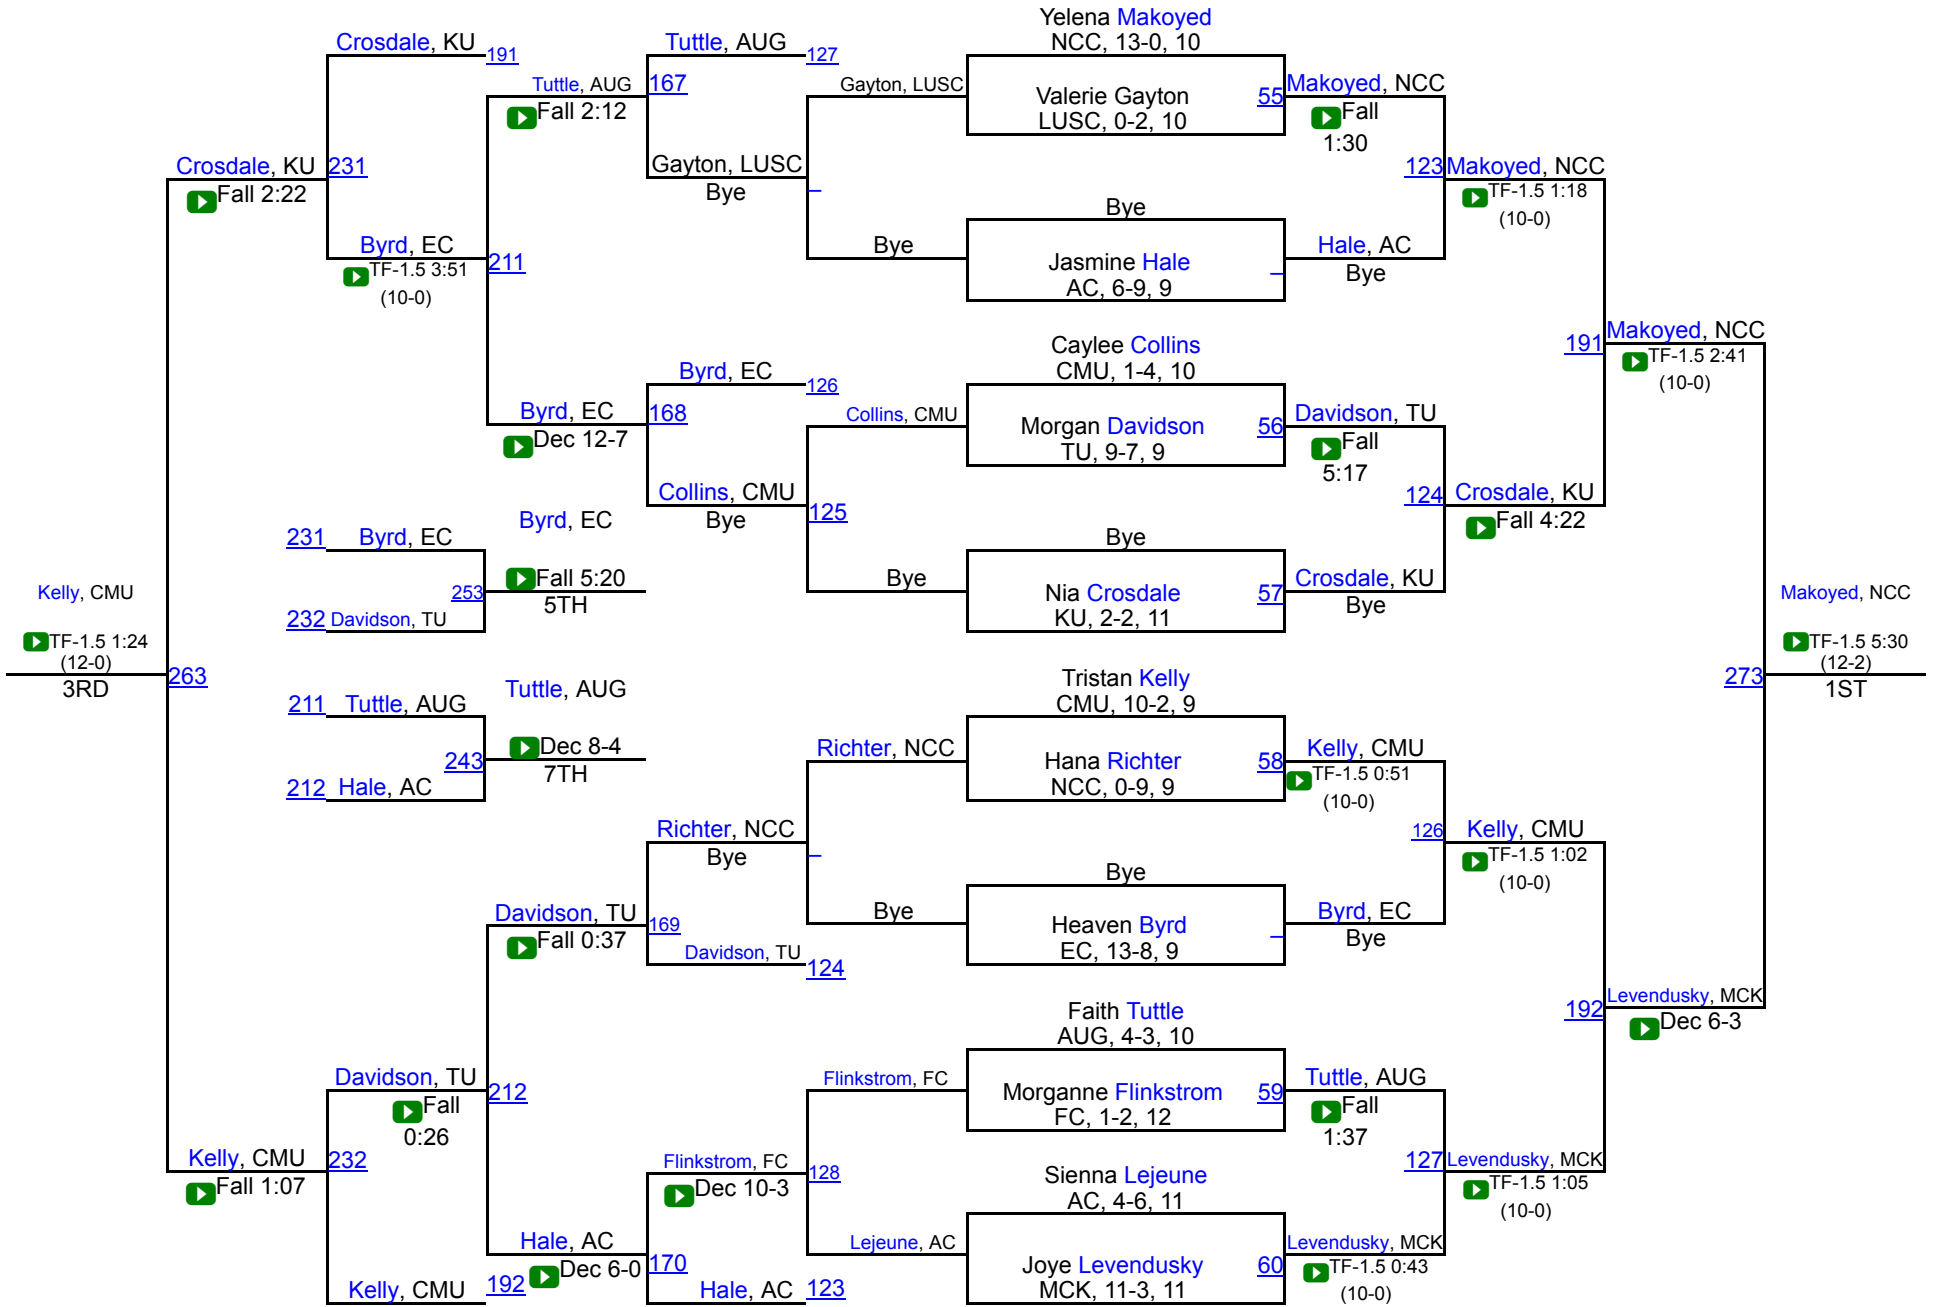 Yelena Makoyed
NCC, 13-0, 10
Valerie Gayton
LUSC, 0-2, 10
55
Bye
Jasmine Hale
AC, 6-9, 9
Caylee Collins
CMU, 1-4, 10
Morgan Davidson
TU, 9-7, 9
56
Bye
Nia Crosdale
KU, 2-2, 11
57
Tristan Kelly
CMU, 10-2, 9
Hana Richter
NCC, 0-9, 9
58
Bye
Heaven Byrd
EC, 13-8, 9
Faith Tuttle
AUG, 4-3, 10
Morganne Flinkstrom
FC, 1-2, 12
59
Sienna Lejeune
AC, 4-6, 11
Joye Levendusky
MCK, 11-3, 11
60
Makoyed, NCC
Fall
1:30
123
Hale, AC
Bye
Davidson, TU
Fall
5:17
124
Crosdale, KU
Bye
Kelly, CMU
TF-1.5 0:51
(10-0)
126
Byrd, EC
Bye
Tuttle, AUG
Fall
1:37
127
Levendusky, MCK
TF-1.5 0:43
(10-0)
Makoyed, NCC
TF-1.5 1:18
(10-0)
191
Crosdale, KU
Fall 4:22
Kelly, CMU
TF-1.5 1:02
(10-0)
192
Levendusky, MCK
TF-1.5 1:05
(10-0)
Makoyed, NCC
TF-1.5 2:41
(10-0)
273
Levendusky, MCK
Dec 6-3
Makoyed, NCC
TF-1.5 5:30
(12-2)
1ST
Gayton, LUSC
Bye
Collins, CMU
Bye
Richter, NCC
Bye
Flinkstrom, FC
Lejeune, AC
Tuttle, AUG
127
167
Gayton, LUSC
Bye
Byrd, EC
126
168
Collins, CMU
Bye
125
Richter, NCC
Bye
169
Davidson, TU
124
Flinkstrom, FC
Dec 10-3
128
170
Hale, AC
123
Tuttle, AUG
Fall 2:12
211
Byrd, EC
Dec 12-7
Davidson, TU
Fall 0:37
212
Hale, AC
Dec 6-0
Crosdale, KU
191
231
Byrd, EC
TF-1.5 3:51
(10-0)
Davidson, TU
Fall
0:26
232
Kelly, CMU
192
Crosdale, KU
Fall 2:22
263
Kelly, CMU
Fall 1:07
Kelly, CMU
TF-1.5 1:24
(12-0)
3RD
231
Byrd, EC
253
232
Davidson, TU
Byrd, EC
Fall 5:20
5TH
211
Tuttle, AUG
243
212
Hale, AC
Tuttle, AUG
Dec 8-4
7TH